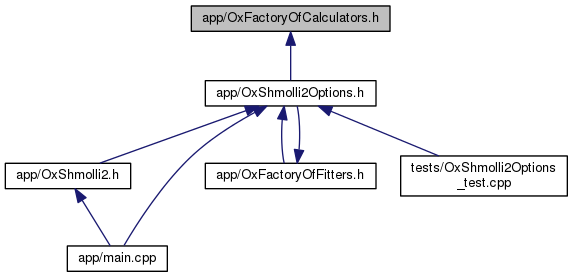 app/OxFactoryOfCalculators.h
app/OxShmolli2Options.h
app/OxShmolli2.h
app/OxFactoryOfFitters.h
tests/OxShmolli2Options
_test.cpp
app/main.cpp